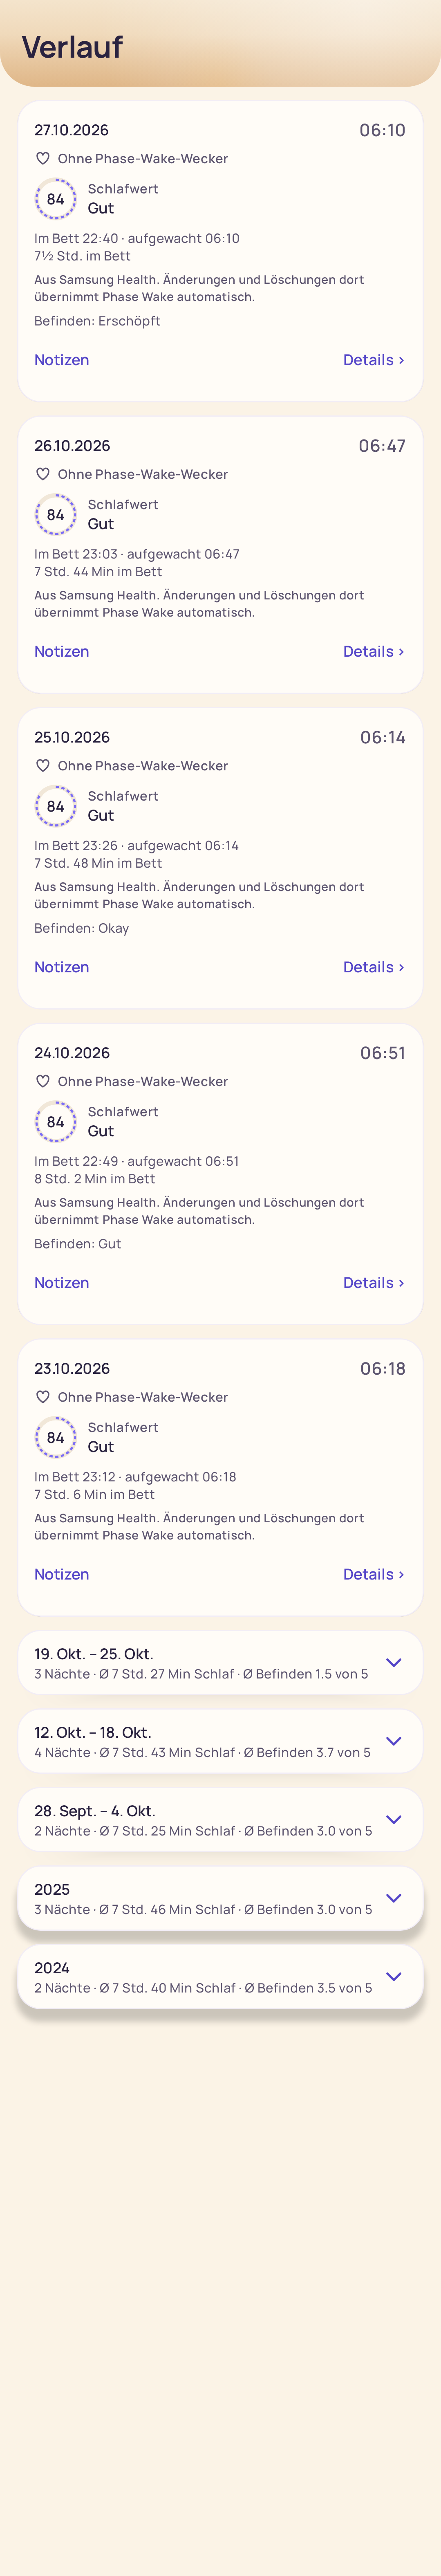 Verlauf
27.10.2026 06:10
Ohne Phase-Wake-Wecker
84 Schlafwert
Gut
Im Bett 22:40 · aufgewacht 06:10
7½ Std. im Bett
Aus Samsung Health. Änderungen und Löschungen dort
übernimmt Phase Wake automatisch.
Befinden: Erschöpft
Notizen Details ›
26.10.2026 06:47
Ohne Phase-Wake-Wecker
84 Schlafwert
Gut
Im Bett 23:03 · aufgewacht 06:47
7 Std. 44 Min im Bett
Aus Samsung Health. Änderungen und Löschungen dort
übernimmt Phase Wake automatisch.
Notizen Details ›
25.10.2026 06:14
Ohne Phase-Wake-Wecker
84 Schlafwert
Gut
Im Bett 23:26 · aufgewacht 06:14
7 Std. 48 Min im Bett
Aus Samsung Health. Änderungen und Löschungen dort
übernimmt Phase Wake automatisch.
Befinden: Okay
Notizen Details ›
24.10.2026 06:51
Ohne Phase-Wake-Wecker
84 Schlafwert
Gut
Im Bett 22:49 · aufgewacht 06:51
8 Std. 2 Min im Bett
Aus Samsung Health. Änderungen und Löschungen dort
übernimmt Phase Wake automatisch.
Befinden: Gut
Notizen Details ›
23.10.2026 06:18
Ohne Phase-Wake-Wecker
84 Schlafwert
Gut
Im Bett 23:12 · aufgewacht 06:18
7 Std. 6 Min im Bett
Aus Samsung Health. Änderungen und Löschungen dort
übernimmt Phase Wake automatisch.
Notizen Details ›
19. Okt. – 25. Okt.
3 Nächte · Ø 7 Std. 27 Min Schlaf · Ø Befinden 1.5 von 5
12. Okt. – 18. Okt.
4 Nächte · Ø 7 Std. 43 Min Schlaf · Ø Befinden 3.7 von 5
28. Sept. – 4. Okt.
2 Nächte · Ø 7 Std. 25 Min Schlaf · Ø Befinden 3.0 von 5
2025
3 Nächte · Ø 7 Std. 46 Min Schlaf · Ø Befinden 3.0 von 5
2024
2 Nächte · Ø 7 Std. 40 Min Schlaf · Ø Befinden 3.5 von 5